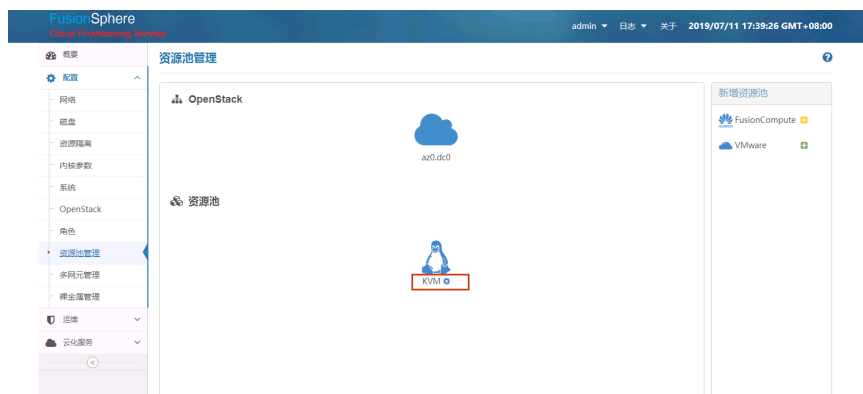 FusionSphere
Cloud Provisioning Service
admin 日志 关于 2019/07/11 17:39:26 GMT+08:00
概要
配置
网络
磁盘
资源隔离
内核参数
系统
OpenStack
角色
资源池管理
多网元管理
裸金属管理
运维
云化服务
资源池管理
OpenStack
az0.dc0
资源池
KVM
新增资源池
FusionCompute
VMware